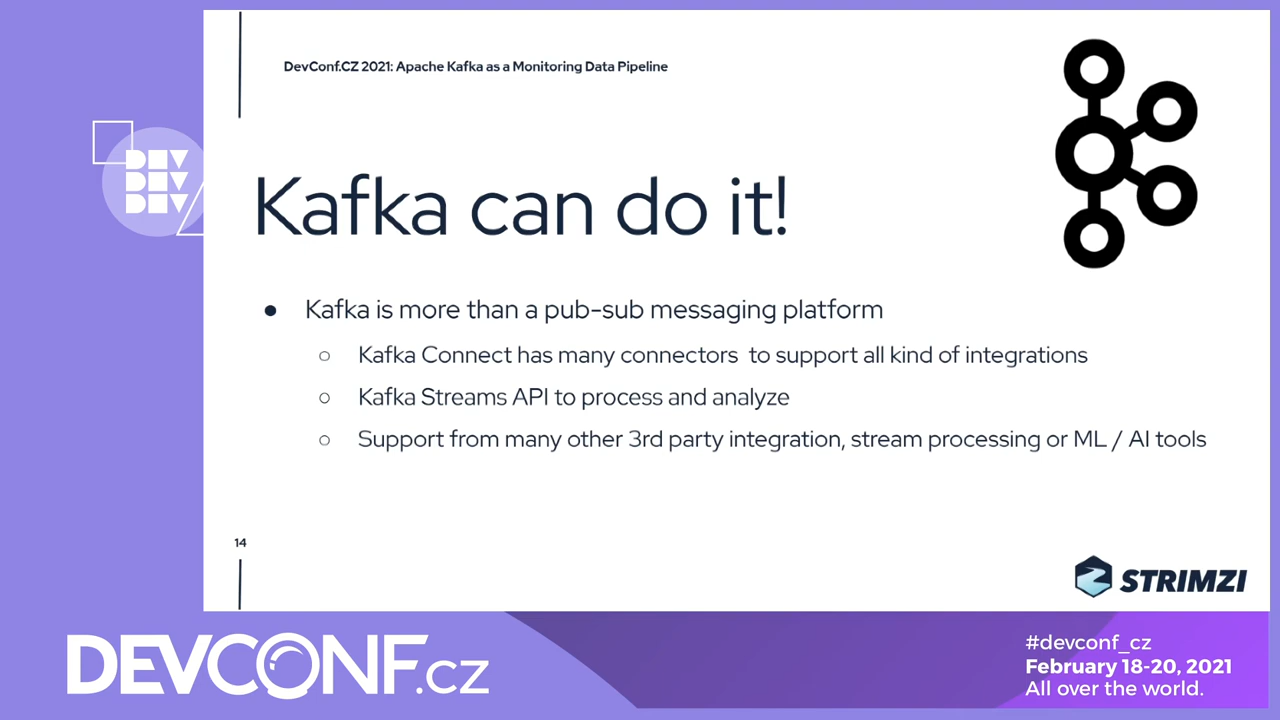 DevConf.CZ 2021: Apache Kafka as a Monitoring Data Pipeline
DEV
DEV
DEV
Kafka can do it!
● Kafka is more than a pub-sub messaging platform
○ Kafka Connect has many connectors to support all kind of integrations
○ Kafka Streams API to process and analyze
○ Support from many other 3rd party integration, stream processing or ML / AI tools
14
STRIMZI
DEVCONF.cz
#devconf_cz
February 18-20, 2021
All over the world.